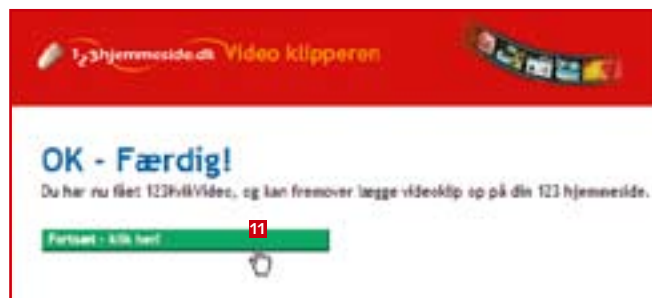 123hjemmeside.dk Video klipperen
OK - Færdig!
Du har nu fået 123KvikVideo, og kan fremover lægge videoklip op på din 123 hjemmeside.
Fortsæt - klik her!
11